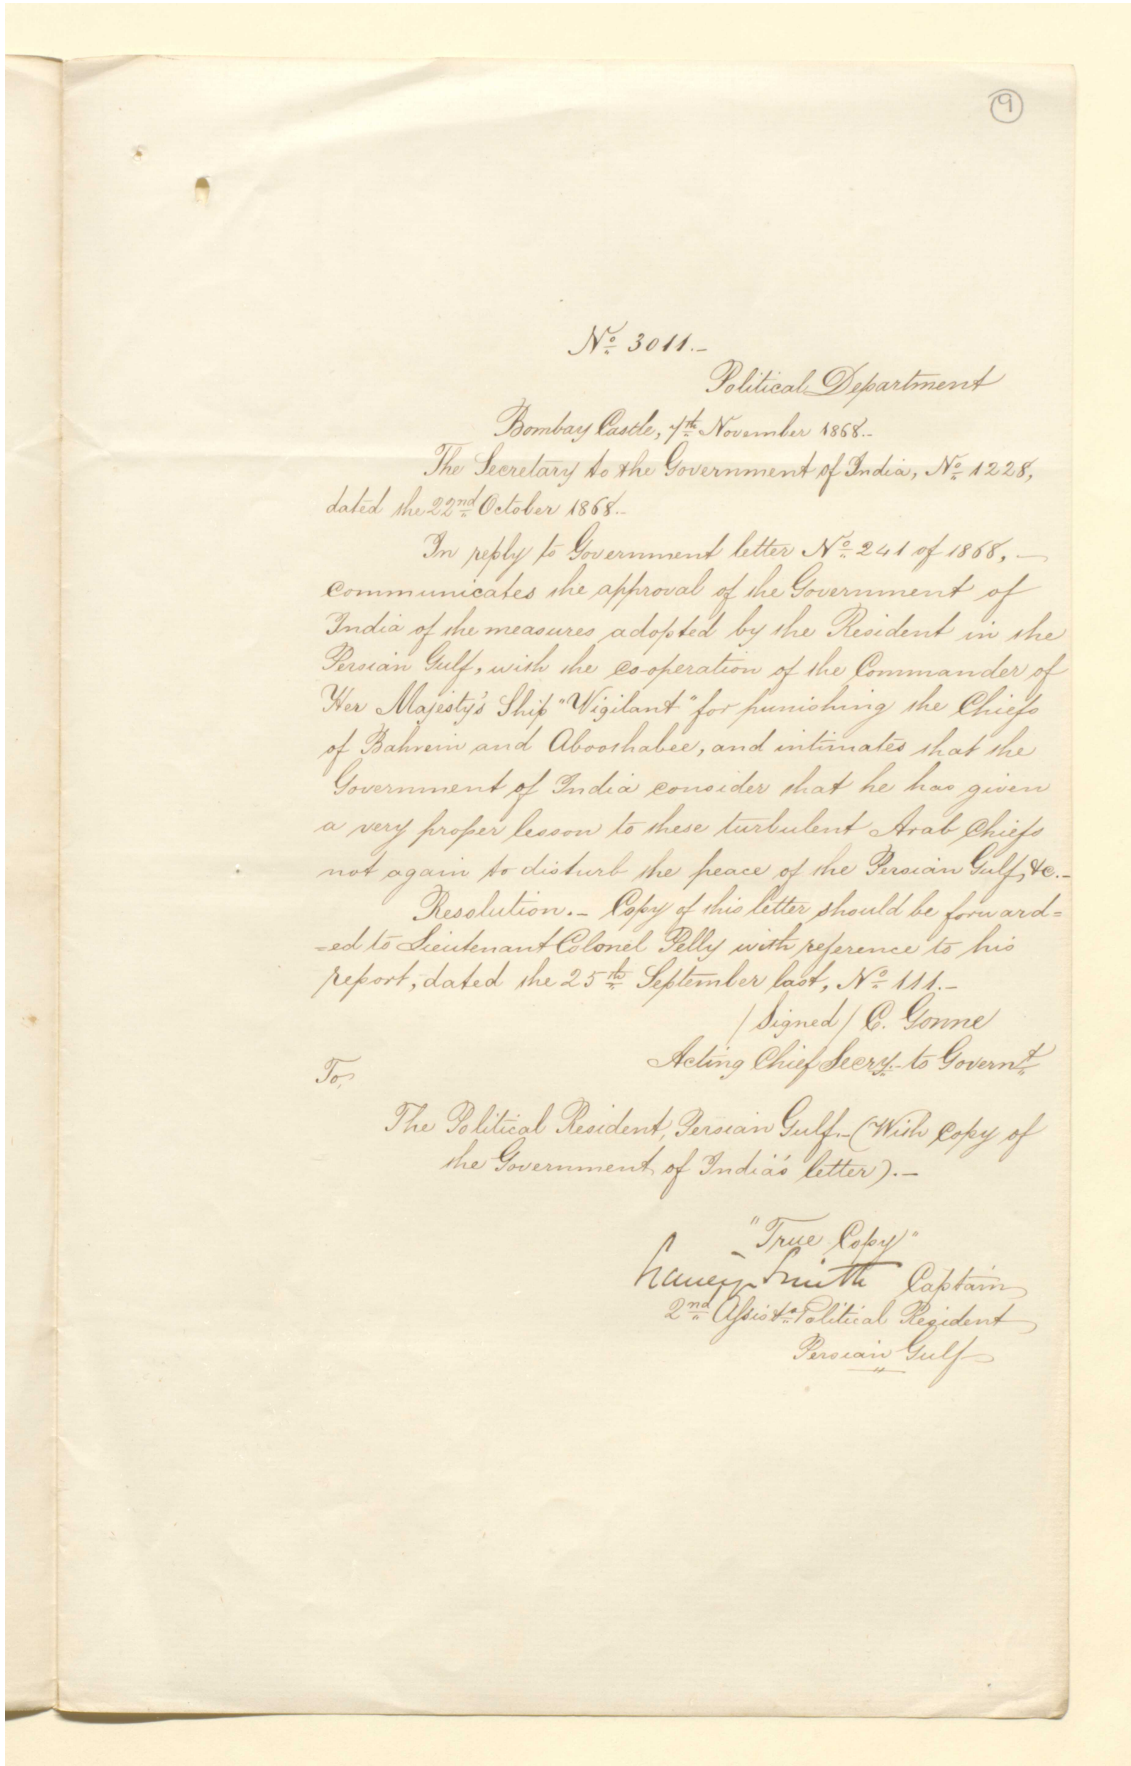 9
No. 3011.-
Political Department
Bombay Castle, 7th November 1868.-
The Secretary to the Government of India, No. 1228,
dated the 22nd October 1868.-
In reply to Government letter No. 241 of 1868, -
communicates the approval of the Government of
India of the measures adopted by the Resident in the
Persian Gulf, with the co-operation of the Commander of
Her Majesty's Ship "Vigilant" for punishing the Chiefs
of Bahrein and Abooshabee, and intimates that the
Government of India consider that he has given
a very proper lesson to these turbulent Arab Chiefs
not again to disturb the peace of the Persian Gulf, &c.-
Resolution.- Copy of this letter should be forward=
=ed to Lieutenant Colonel Pelly with reference to his
report, dated the 25th September last, No. 111.-
/Signed/ C. Gonne
Acting Chief Secry. to Governt.
To,
The Political Resident, Persian Gulf.-(With copy of
the Government of India's letter).-
"True Copy"
Smith Captain
2nd Assist. Political Resident
Persian Gulf